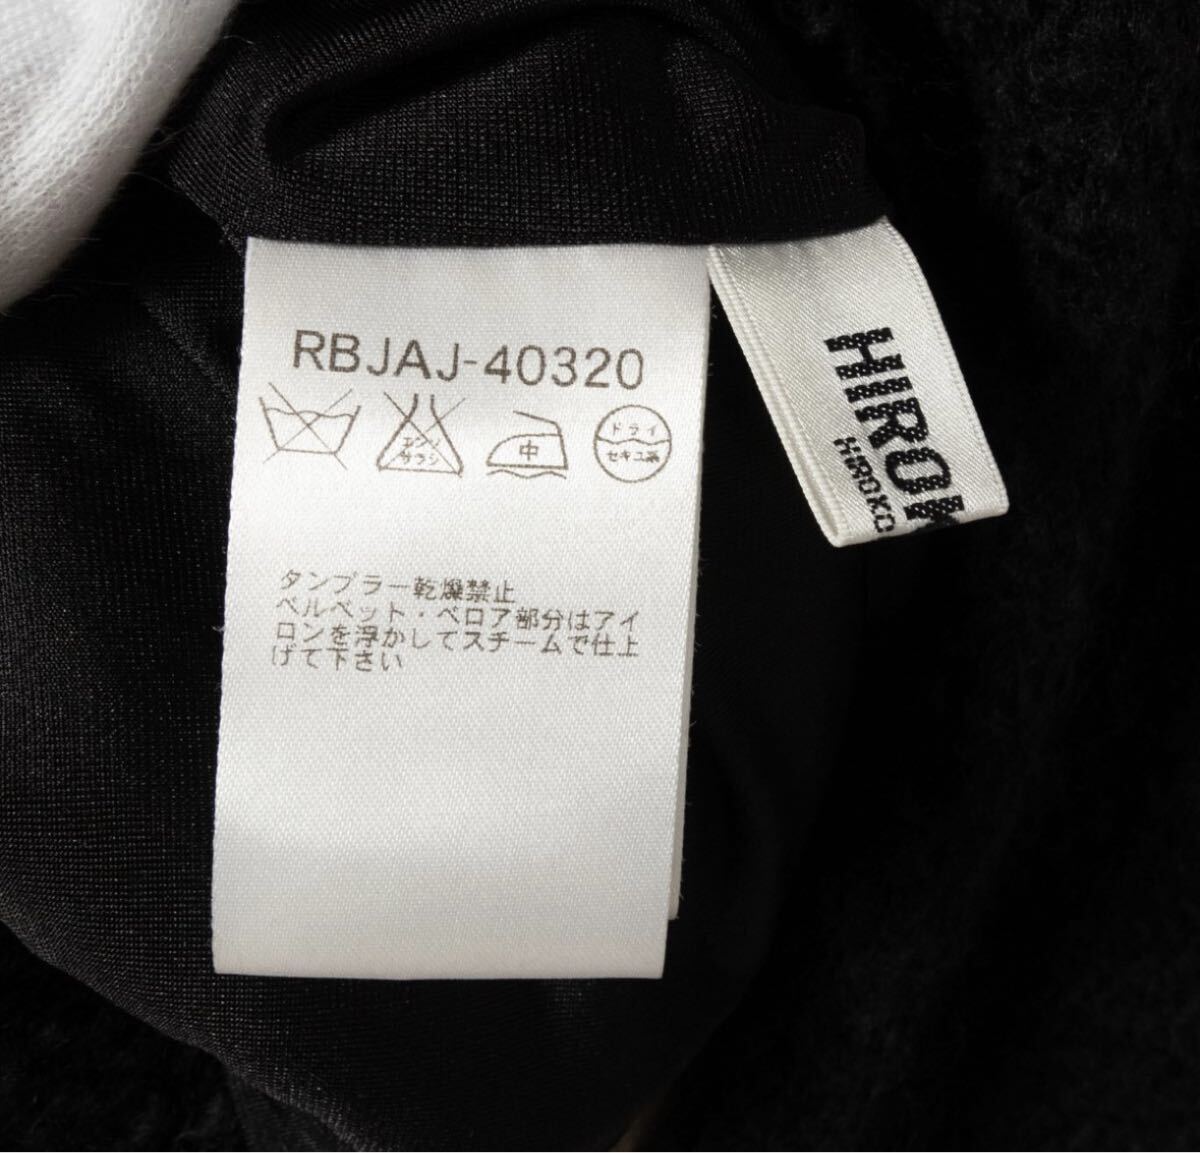 RBJAJ-40320
エンソ
サラシ
中
ドライ
セキユ系
タンブラー乾燥禁止
ベルベット・ベロア部分はアイ
ロンを浮かしてスチームで仕上
げて下さい
HIROKO